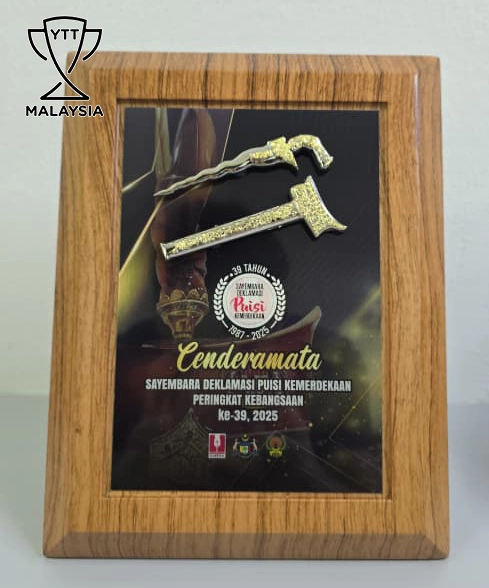 YTT
MALAYSIA
39 TAHUN
SAYEMBARA
DEKLAMASI
Puisi
KEMERDEKAAN
1987 - 2025
Cenderamata
SAYEMBARA DEKLAMASI PUISI KEMERDEKAAN
PERINGKAT KEBANGSAAN
ke-39, 2025